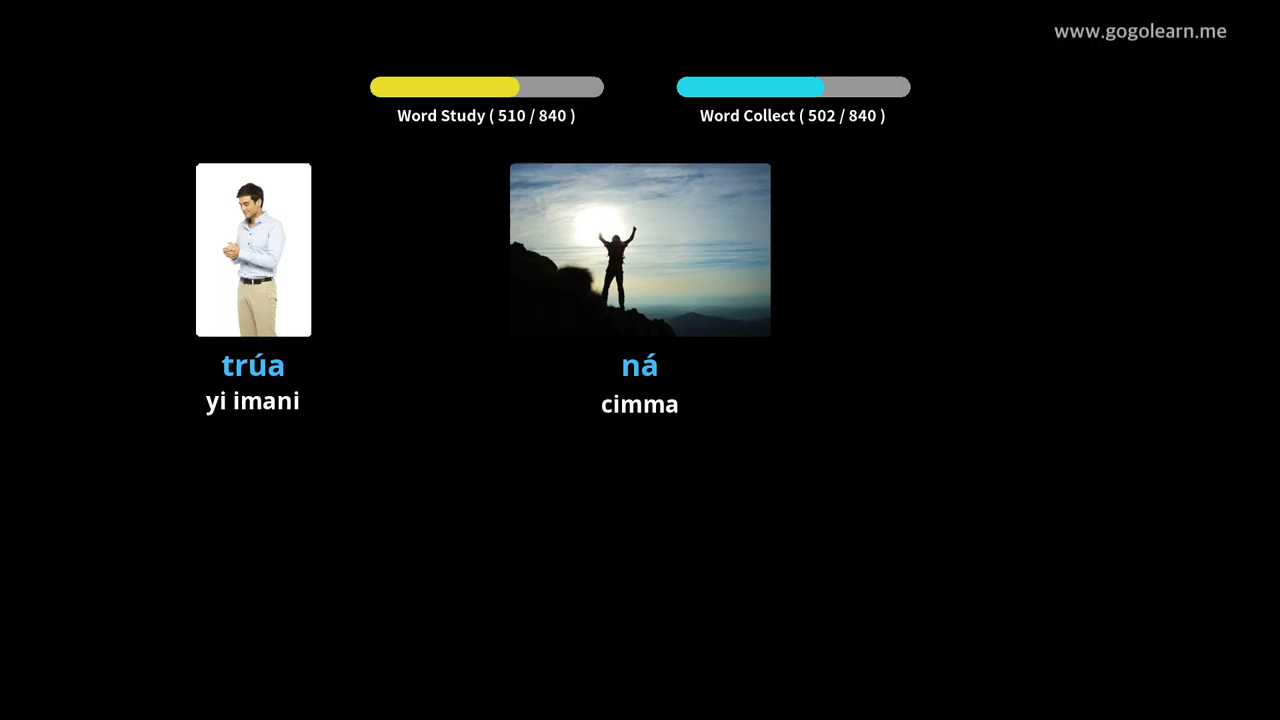 www.gogolearn.me
Word Study ( 510 / 840 )
Word Collect ( 502 / 840 )
trúa
yi imani
ná
cimma